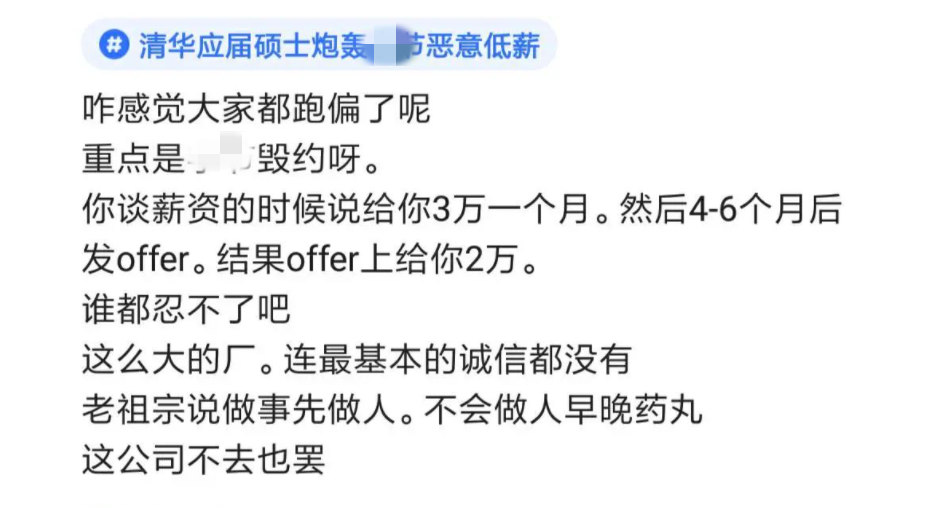 # 清华应届硕士炮轰 节恶意低薪
咋感觉大家都跑偏了呢
重点是 毁约呀。
你谈薪资的时候说给你3万一个月。然后4-6个月后
发offer。结果offer上给你2万。
谁都忍不了吧
这么大的厂。连最基本的诚信都没有
老祖宗说做事先做人。不会做人早晚药丸
这公司不去也罢